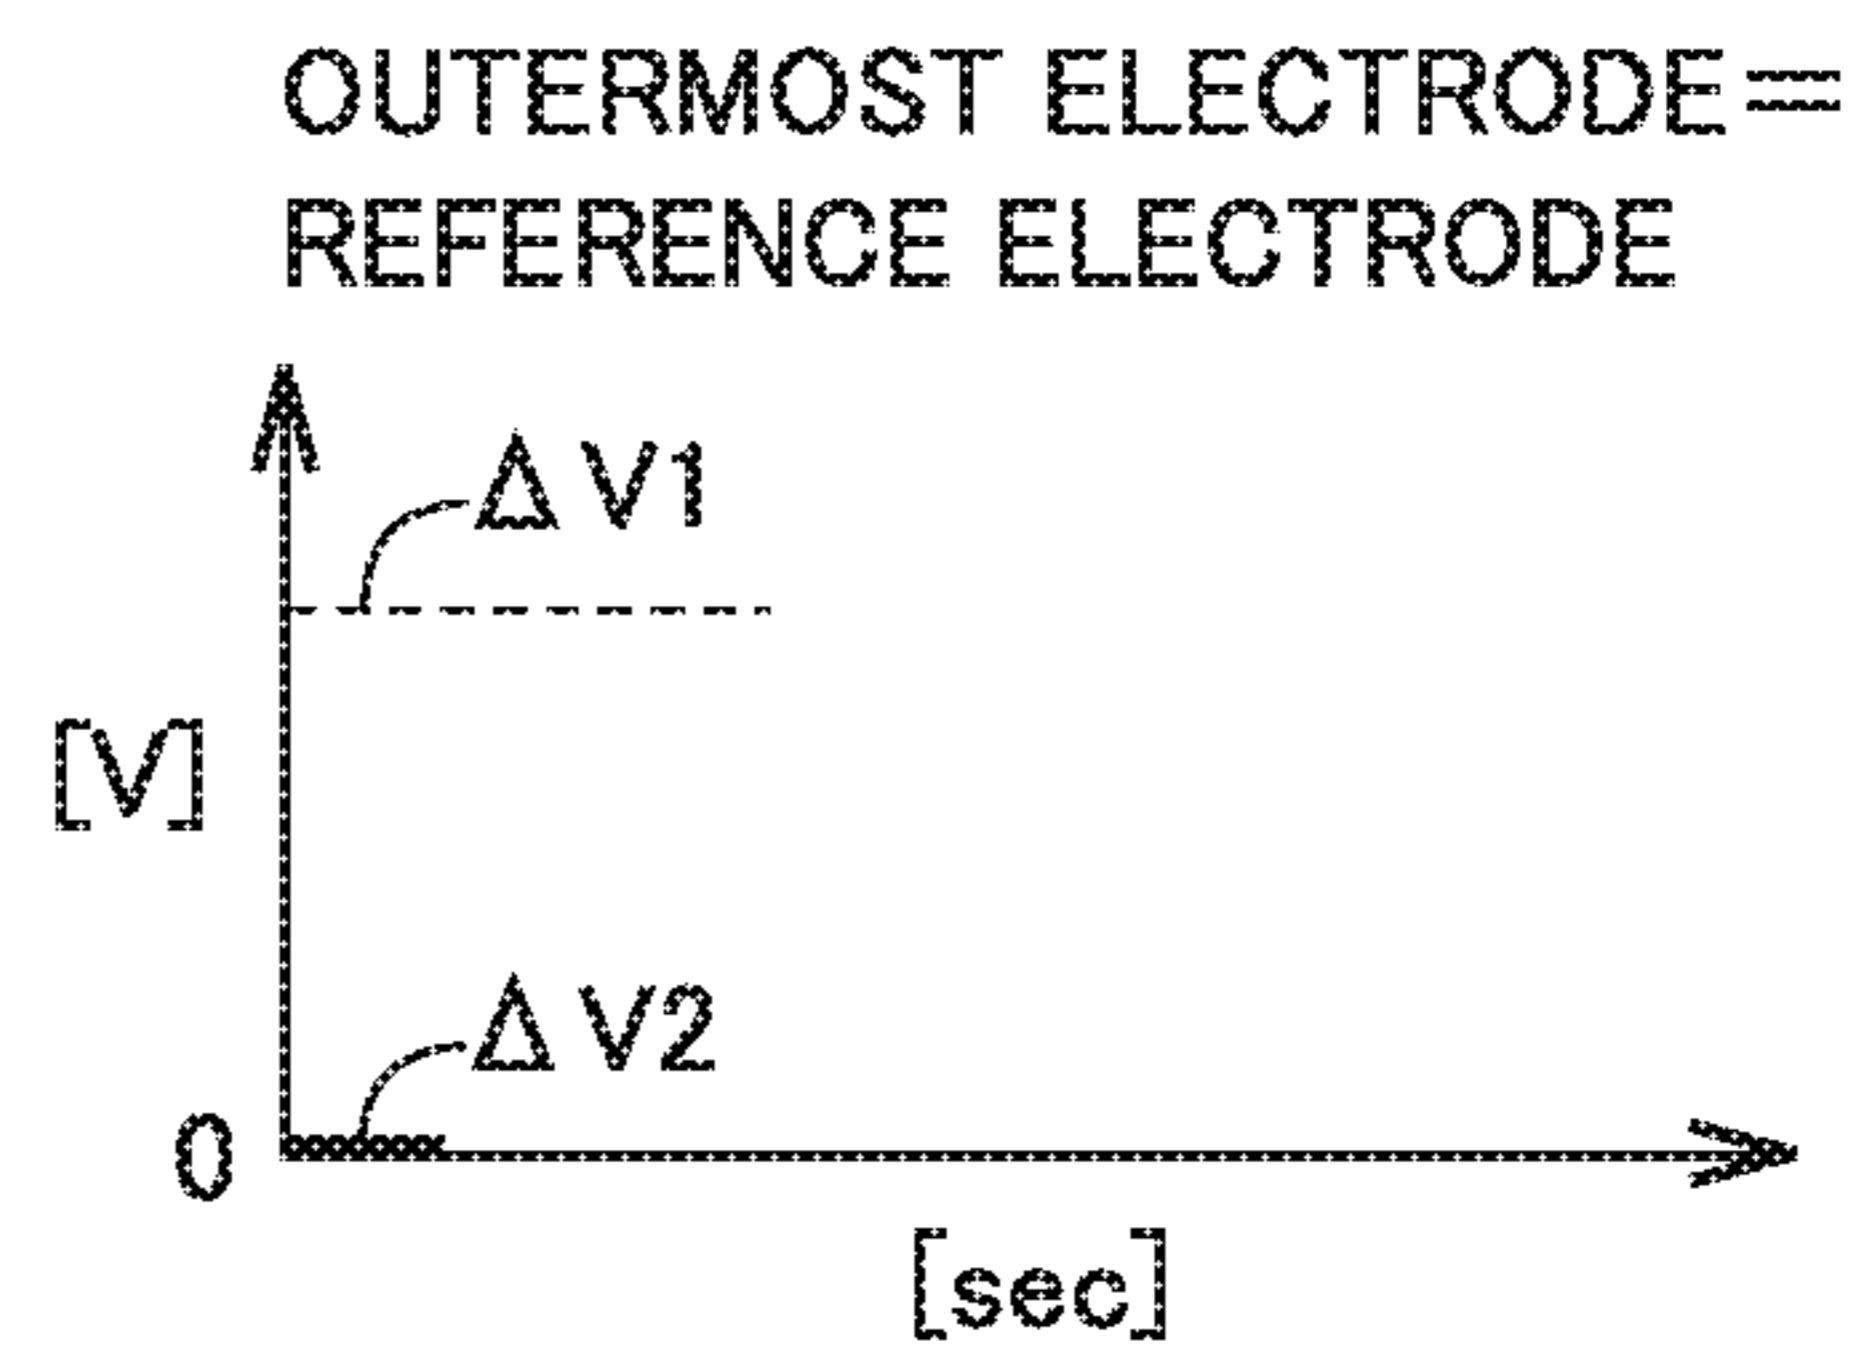 OUTERMOST ELECTRODE=
REFERENCE ELECTRODE
ΔV1
[V]
ΔV2
0
[sec]